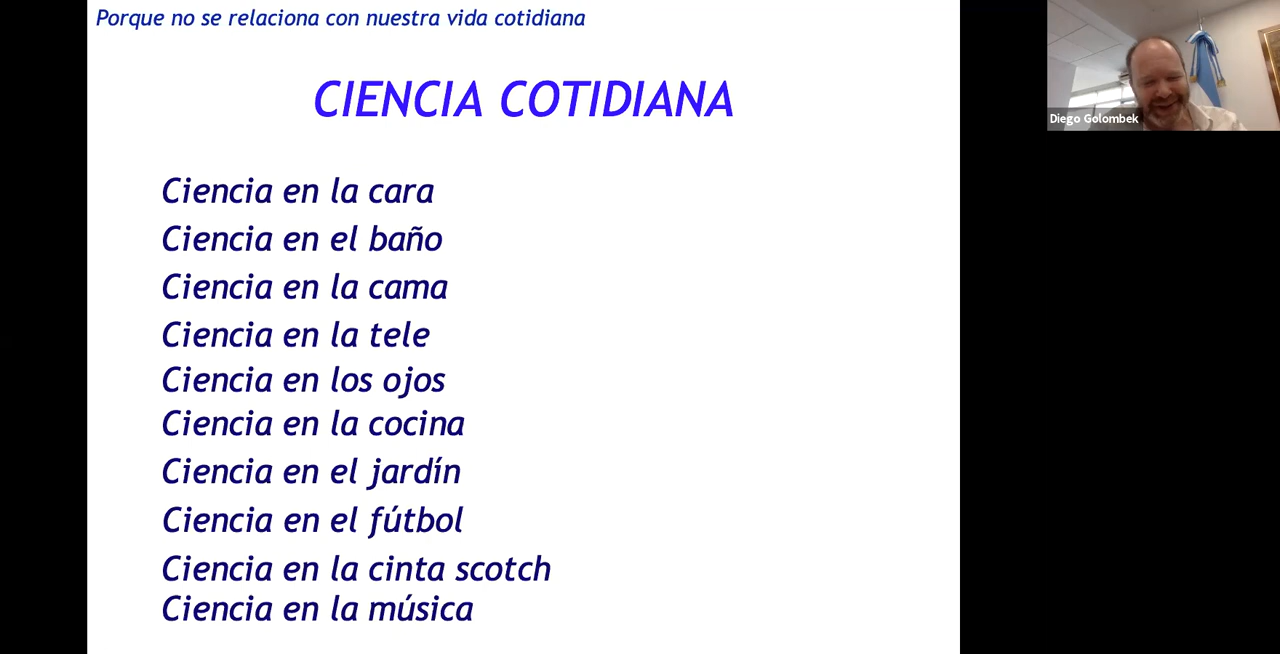 Porque no se relaciona con nuestra vida cotidiana
CIENCIA COTIDIANA
Ciencia en la cara
Ciencia en el baño
Ciencia en la cama
Ciencia en la tele
Ciencia en los ojos
Ciencia en la cocina
Ciencia en el jardín
Ciencia en el fútbol
Ciencia en la cinta scotch
Ciencia en la música
Diego Golombek